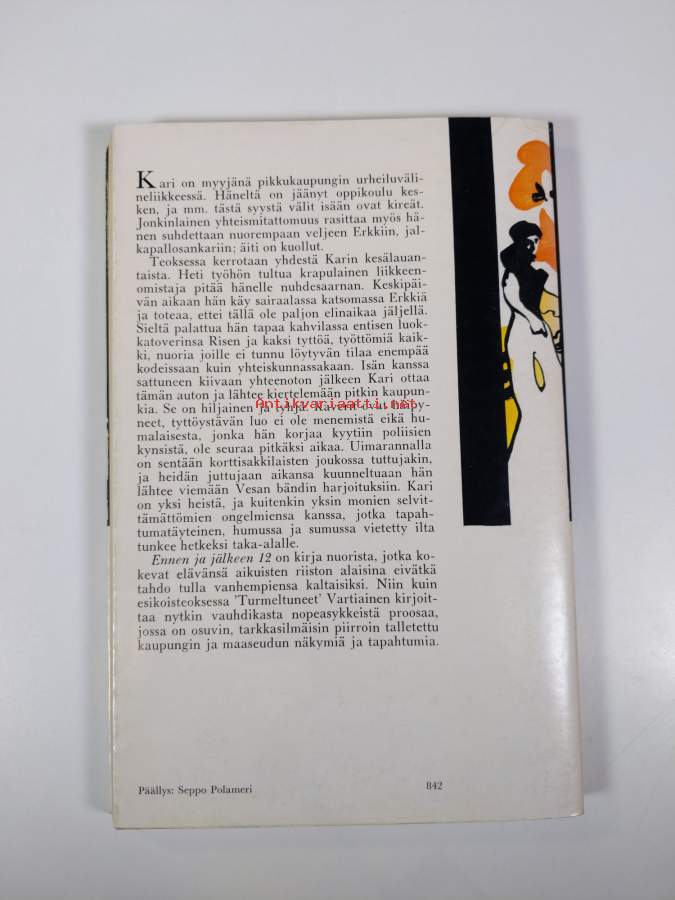 Kari on myyjänä pikkukaupungin urheiluväli-
neliikkeessä. Häneltä on jäänyt oppikoulu kes-
ken, ja mm. tästä syystä välit isään ovat kireät.
Jonkinlainen yhteismitattomuus rasittaa myös hä-
nen suhdettaan nuorempaan veljeen Erkkiin, jal-
kapallosankariin; äiti on kuollut.
Teoksessa kerrotaan yhdestä Karin kesälauan-
taista. Heti työhön tultua krapulainen liikkeen-
omistaja pitää hänelle nuhdesaarnan. Keskipäi-
vän aikaan hän käy sairaalassa katsomassa Erkkiä
ja toteaa, ettei tällä ole paljon elinaikaa jäljellä.
Sieltä palattua hän tapaa kahvilassa entisen luok-
katoverinsa Risen ja kaksi tyttöä, työttömiä kaik-
ki, nuoria joille ei tunnu löytyvän tilaa enempää
kodeissaan kuin yhteiskunnassakaan. Isän kanssa
sattuneen kiivaan yhteenoton jälkeen Kari ottaa
tämän auton ja lähtee kiertelemään pitkin kaupun-
kia. Se on hiljainen ja tyhjä. Kaverit ovat häipy-
Antikvariaatti.net
neet, tyttöystävän luo ei ole menemistä eikä hu-
malaisesta, jonka hän korjaa kyytiin poliisien
kynsistä, ole seuraa pitkäksi aikaa. Uimarannalla
on sentään korttisakkilaisten joukossa tuttujakin,
ja heidän juttujaan aikansa kuunneltuaan hän
lähtee viemään Vesan bändin harjoituksiin. Kari
on yksi heistä, ja kuitenkin yksin monien selvit-
tämättömien ongelmiensa kanssa, jotka tapah-
tumatäyteinen, humussa ja sumussa vietetty ilta
tunkee hetkeksi taka-alalle.
Ennen ja jälkeen 12 on kirja nuorista, jotka ko-
kevat elävänsä aikuisten riiston alaisina eivätkä
tahdo tulla vanhempiensa kaltaisiksi. Niin kuin
esikoisteoksessa 'Turmeltuneet' Vartiainen kirjoit-
taa nytkin vauhdikasta nopeasykkeistä proosaa,
jossa on osuvin, tarkkasilmäisin piirroin talletettu
kaupungin ja maaseudun näkymiä ja tapahtumia.
Päällys: Seppo Polameri
842